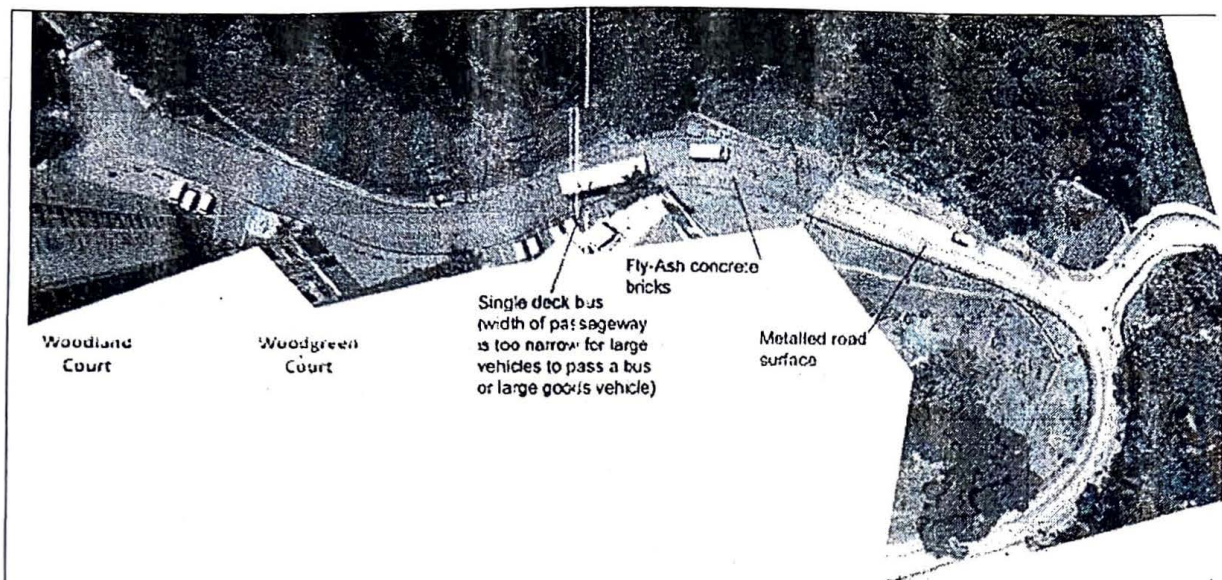 Woodland
Court
Woodgreen
Court
Single deck bus
(width of passageway
is too narrow for large
vehicles to pass a bus
or large goods vehicle)
Fly-Ash concrete
bricks
Metalled road
surface